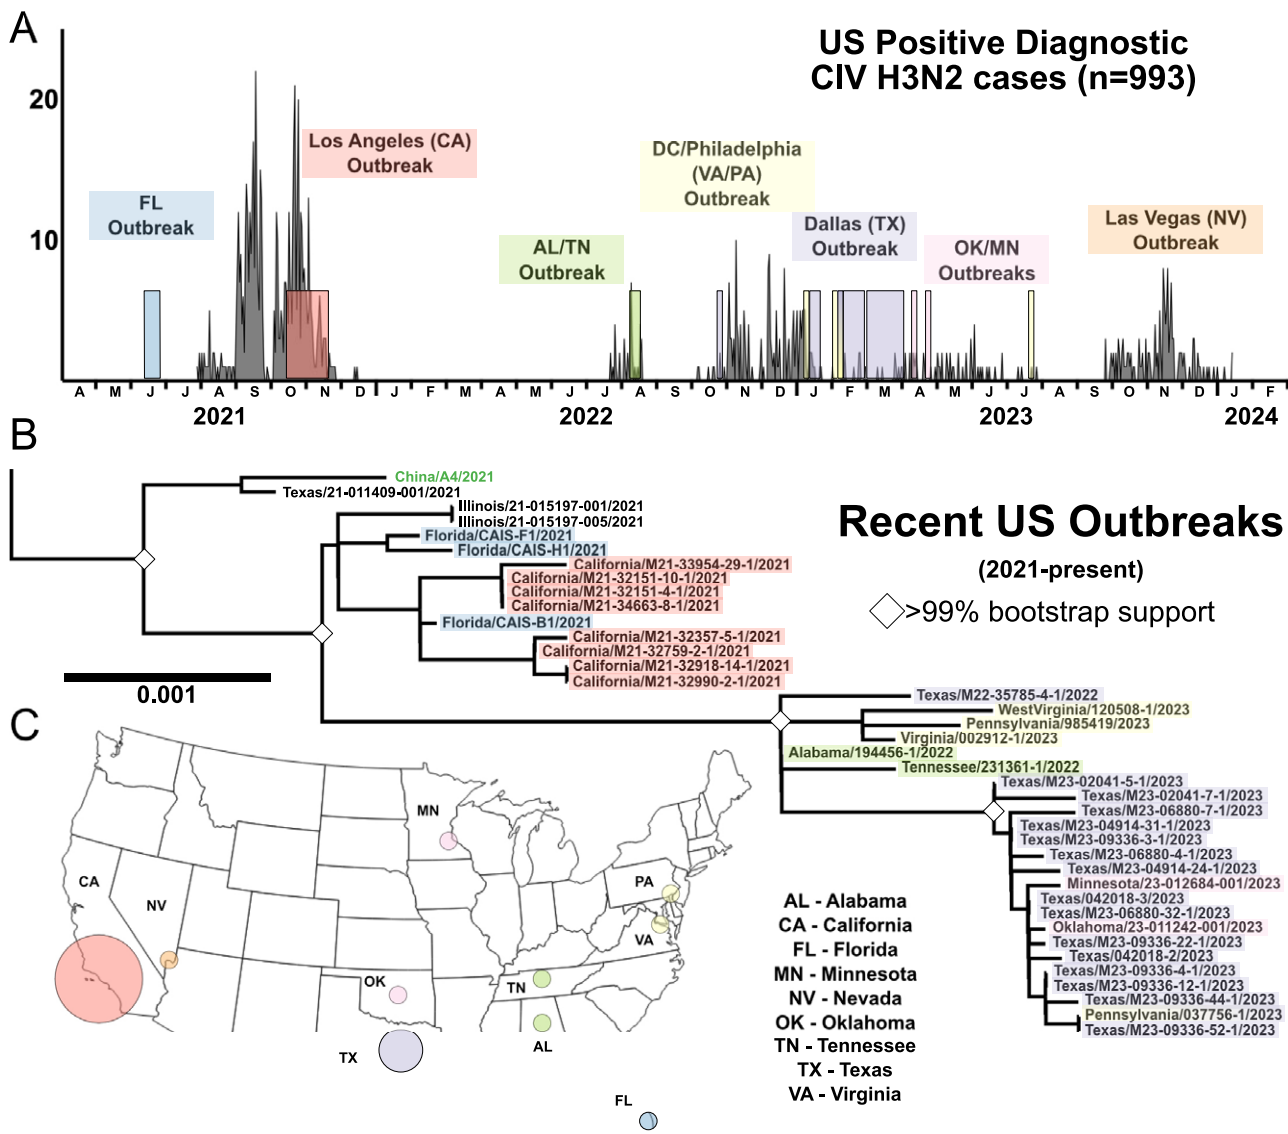 A
US Positive Diagnostic
CIV H3N2 cases (n=993)
20
10
FL
Outbreak
Los Angeles (CA)
Outbreak
AL/TN
Outbreak
DC/Philadelphia
(VA/PA)
Outbreak
Dallas (TX)
Outbreak
OK/MN
Outbreaks
Las Vegas (NV)
Outbreak
A M J J A S O N D J F M A M J J A S O N D J F M A M J J A S O N D J F
2021 2022 2023 2024
B
China/A4/2021
Texas/21-011409-001/2021
Illinois/21-015197-001/2021
Illinois/21-015197-005/2021
Florida/CAIS-F1/2021
Florida/CAIS-H1/2021
California/M21-33954-29-1/2021
California/M21-32151-10-1/2021
California/M21-32151-4-1/2021
California/M21-34663-8-1/2021
Florida/CAIS-B1/2021
California/M21-32357-5-1/2021
California/M21-32759-2-1/2021
California/M21-32918-14-1/2021
California/M21-32990-2-1/2021
Recent US Outbreaks
(2021-present)
>99% bootstrap support
0.001
Texas/M22-35785-4-1/2022
WestVirginia/120508-1/2023
Pennsylvania/985419/2023
Virginia/002912-1/2023
Alabama/194456-1/2022
Tennessee/231361-1/2022
Texas/M23-02041-5-1/2023
Texas/M23-02041-7-1/2023
Texas/M23-06880-7-1/2023
Texas/M23-04914-31-1/2023
Texas/M23-09336-3-1/2023
Texas/M23-06880-4-1/2023
Texas/M23-04914-24-1/2023
Minnesota/23-012684-001/2023
Texas/042018-3/2023
Texas/M23-06880-32-1/2023
Oklahoma/23-011242-001/2023
Texas/M23-09336-22-1/2023
Texas/042018-2/2023
Texas/M23-09336-4-1/2023
Texas/M23-09336-12-1/2023
Texas/M23-09336-44-1/2023
Pennsylvania/037756-1/2023
Texas/M23-09336-52-1/2023
C
MN
CA
NV
PA
VA
OK
TN
TX
AL
FL
AL - Alabama
CA - California
FL - Florida
MN - Minnesota
NV - Nevada
OK - Oklahoma
TN - Tennessee
TX - Texas
VA - Virginia